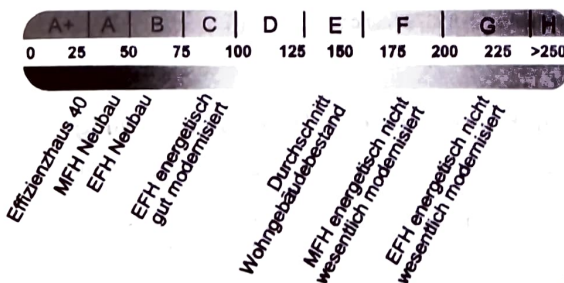 A+ A B C D E F G H
0 25 50 75 100 125 150 175 200 225 >250
Effizienzhaus 40
MFH Neubau
EFH Neubau
EFH energetisch
gut modernisiert
Durchschnitt
Wohngebäudebestand
MFH energetisch nicht
wesentlich modernisiert
EFH energetisch nicht
wesentlich modernisiert